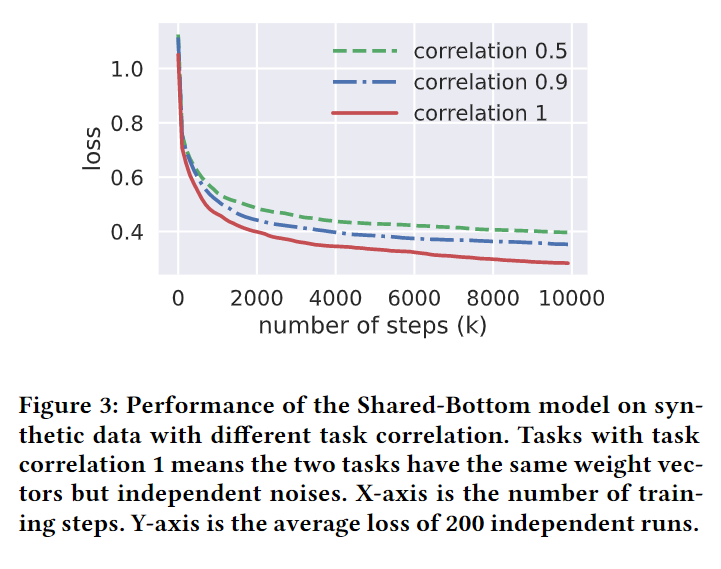 correlation 0.5
correlation 0.9
correlation 1
1.0
0.8
0.6
0.4
loss
0 2000 4000 6000 8000 10000
number of steps (k)
Figure 3: Performance of the Shared-Bottom model on syn-
thetic data with different task correlation. Tasks with task
correlation 1 means the two tasks have the same weight vec-
tors but independent noises. X-axis is the number of train-
ing steps. Y-axis is the average loss of 200 independent runs.